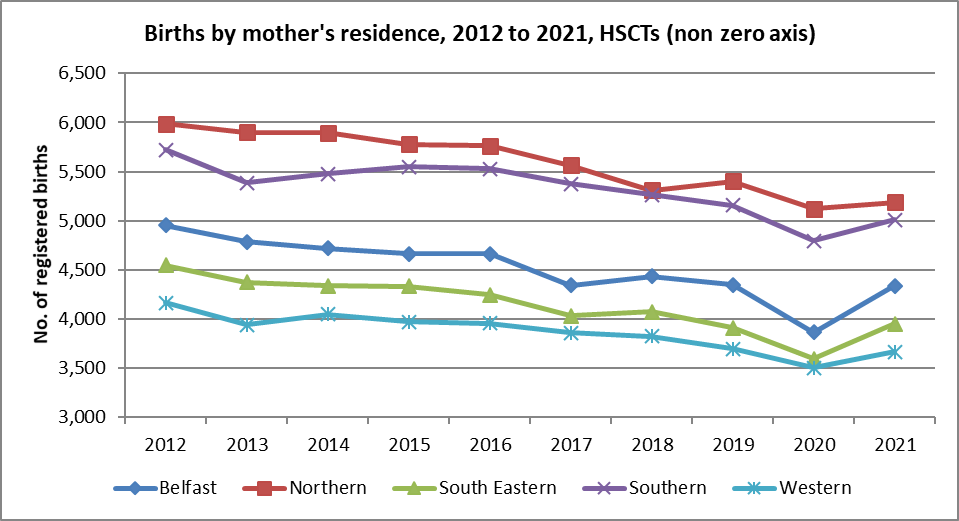 Births by mother's residence, 2012 to 2021, HSCTs (non zero axis)
No. of registered births
6,500
6,000
5,500
5,000
4,500
4,000
3,500
3,000
2012 2013 2014 2015 2016 2017 2018 2019 2020 2021
Belfast Northern South Eastern Southern Western